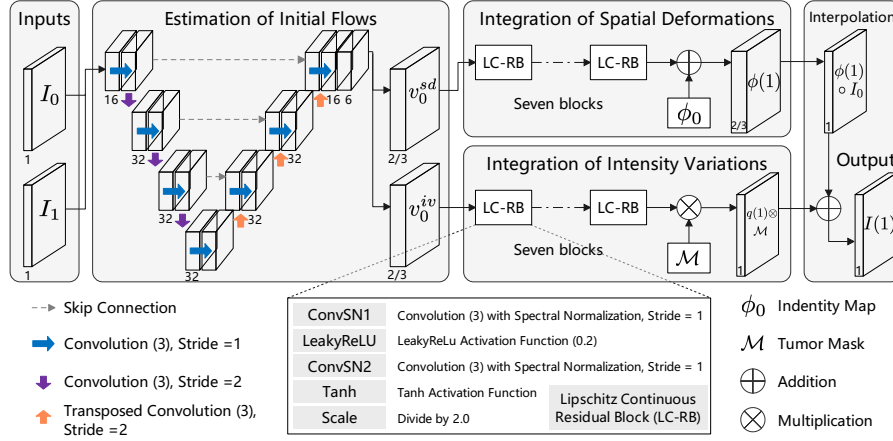 Inputs
I₀
1
I₁
1
Estimation of Initial Flows
16
32
32
32
32
32
16 6
v₀ˢᵈ
2/3
v₀ⁱᵛ
2/3
Integration of Spatial Deformations
LC-RB
LC-RB
Seven blocks
ϕ₀
ϕ(1)
2/3
Integration of Intensity Variations
LC-RB
LC-RB
Seven blocks
ℳ
q(1)⊗
ℳ
1
Interpolation
ϕ(1)
∘ I₀
1
Output
I(1)
1
Skip Connection
Convolution (3), Stride =1
Convolution (3), Stride =2
Transposed Convolution (3),
Stride =2
ConvSN1 Convolution (3) with Spectral Normalization, Stride = 1
LeakyReLU LeakyReLu Activation Function (0.2)
ConvSN2 Convolution (3) with Spectral Normalization, Stride = 1
Tanh Tanh Activation Function
Scale Divide by 2.0
Lipschitz Continuous
Residual Block (LC-RB)
ϕ₀ Indentity Map
ℳ Tumor Mask
Addition
Multiplication